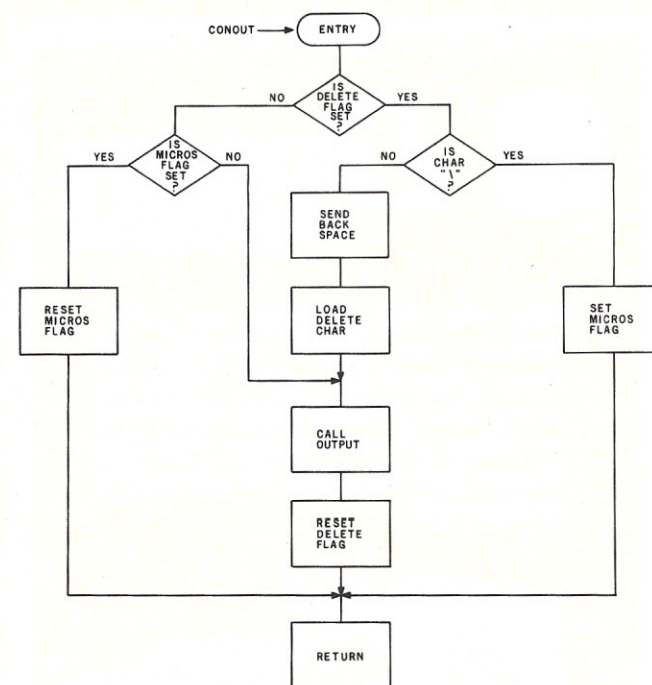 CONOUT
ENTRY
IS
DELETE
FLAG
SET
?
NO
YES
IS
MICROS
FLAG
SET
?
YES
NO
IS
CHAR
"\"
?
NO
YES
SEND
BACK
SPACE
RESET
MICROS
FLAG
LOAD
DELETE
CHAR
SET
MICROS
FLAG
CALL
OUTPUT
RESET
DELETE
FLAG
RETURN